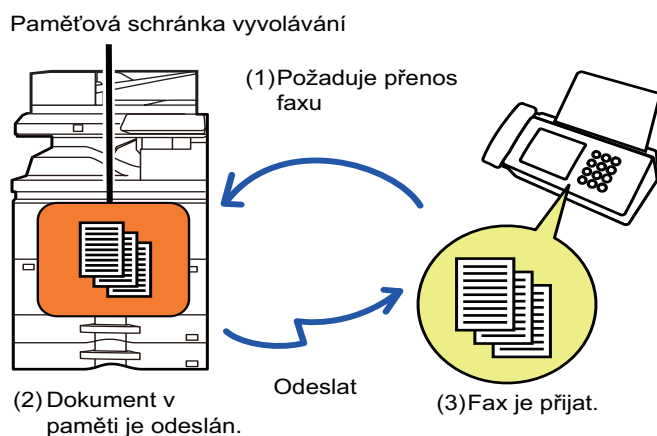 Paměťová schránka vyvolávání
(1)Požaduje přenos
faxu
Odeslat
(2) Dokument v
paměti je odeslán.
(3)Fax je přijat.